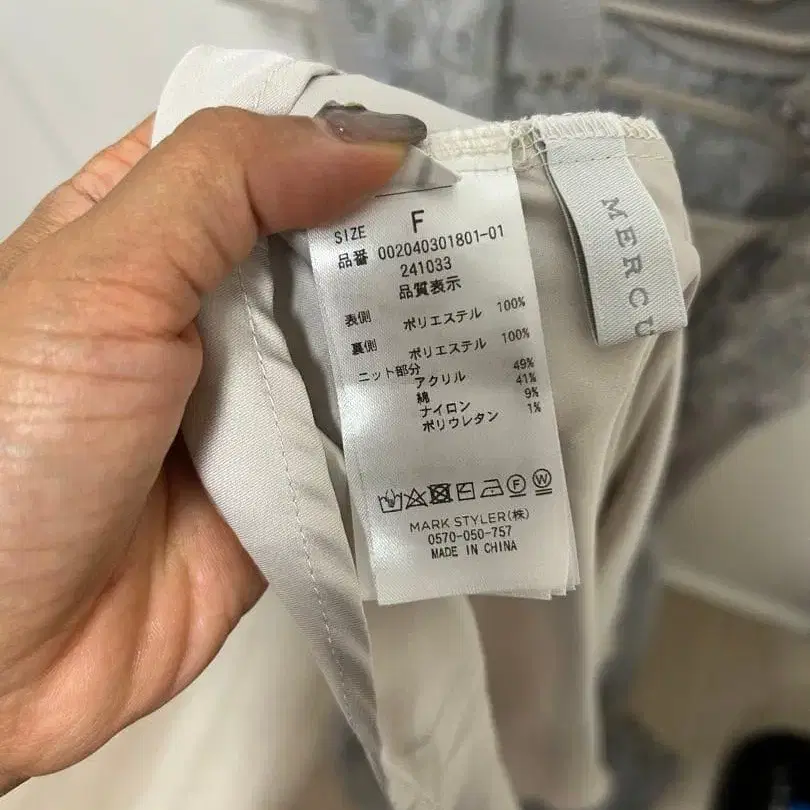 SIZE F
品番 002040301801-01
241033
品質表示
表側 ポリエステル 100%
裏側 ポリエステル 100%
ニット部分
アクリル 49%
綿 41%
ナイロン 9%
ポリウレタン 1%
F W
MARK STYLER(株)
0570-050-757
MADE IN CHINA
MERCU